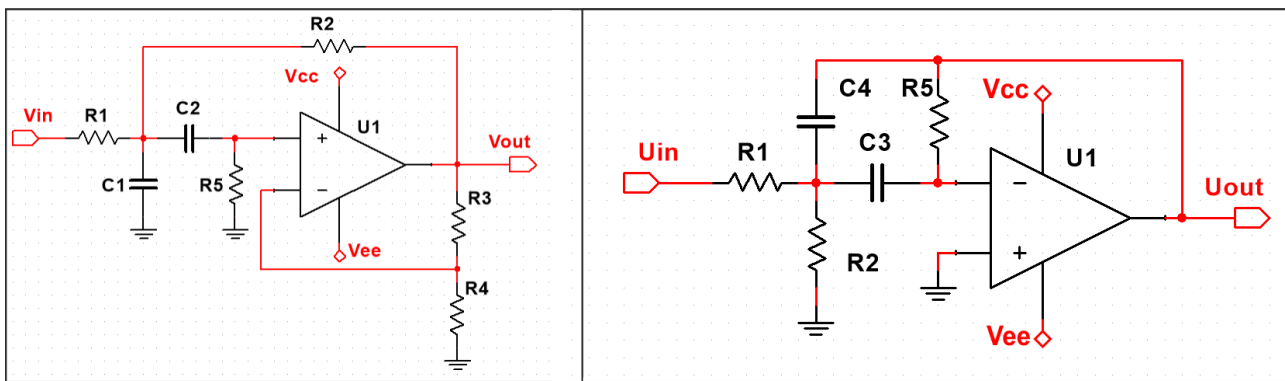 R2
Vcc
Vin
R1
C2
U1
Vout
+
−
C1
R5
R3
Vee
R4
C4
R5
Vcc
Uin
R1
C3
U1
−
Uout
+
R2
Vee